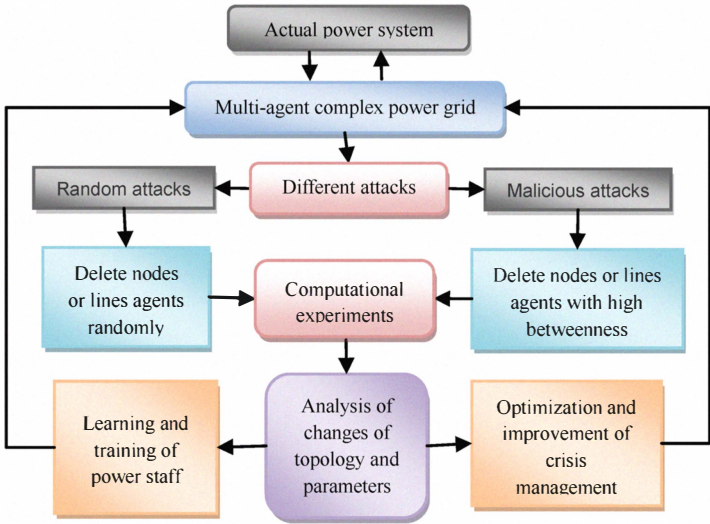 Actual power system
Multi-agent complex power grid
Random attacks
Different attacks
Malicious attacks
Delete nodes
or lines agents
randomly
Computational
experiments
Delete nodes or lines
agents with high
betweenness
Learning and
training of
power staff
Analysis of
changes of
topology and
parameters
Optimization and
improvement of
crisis
management